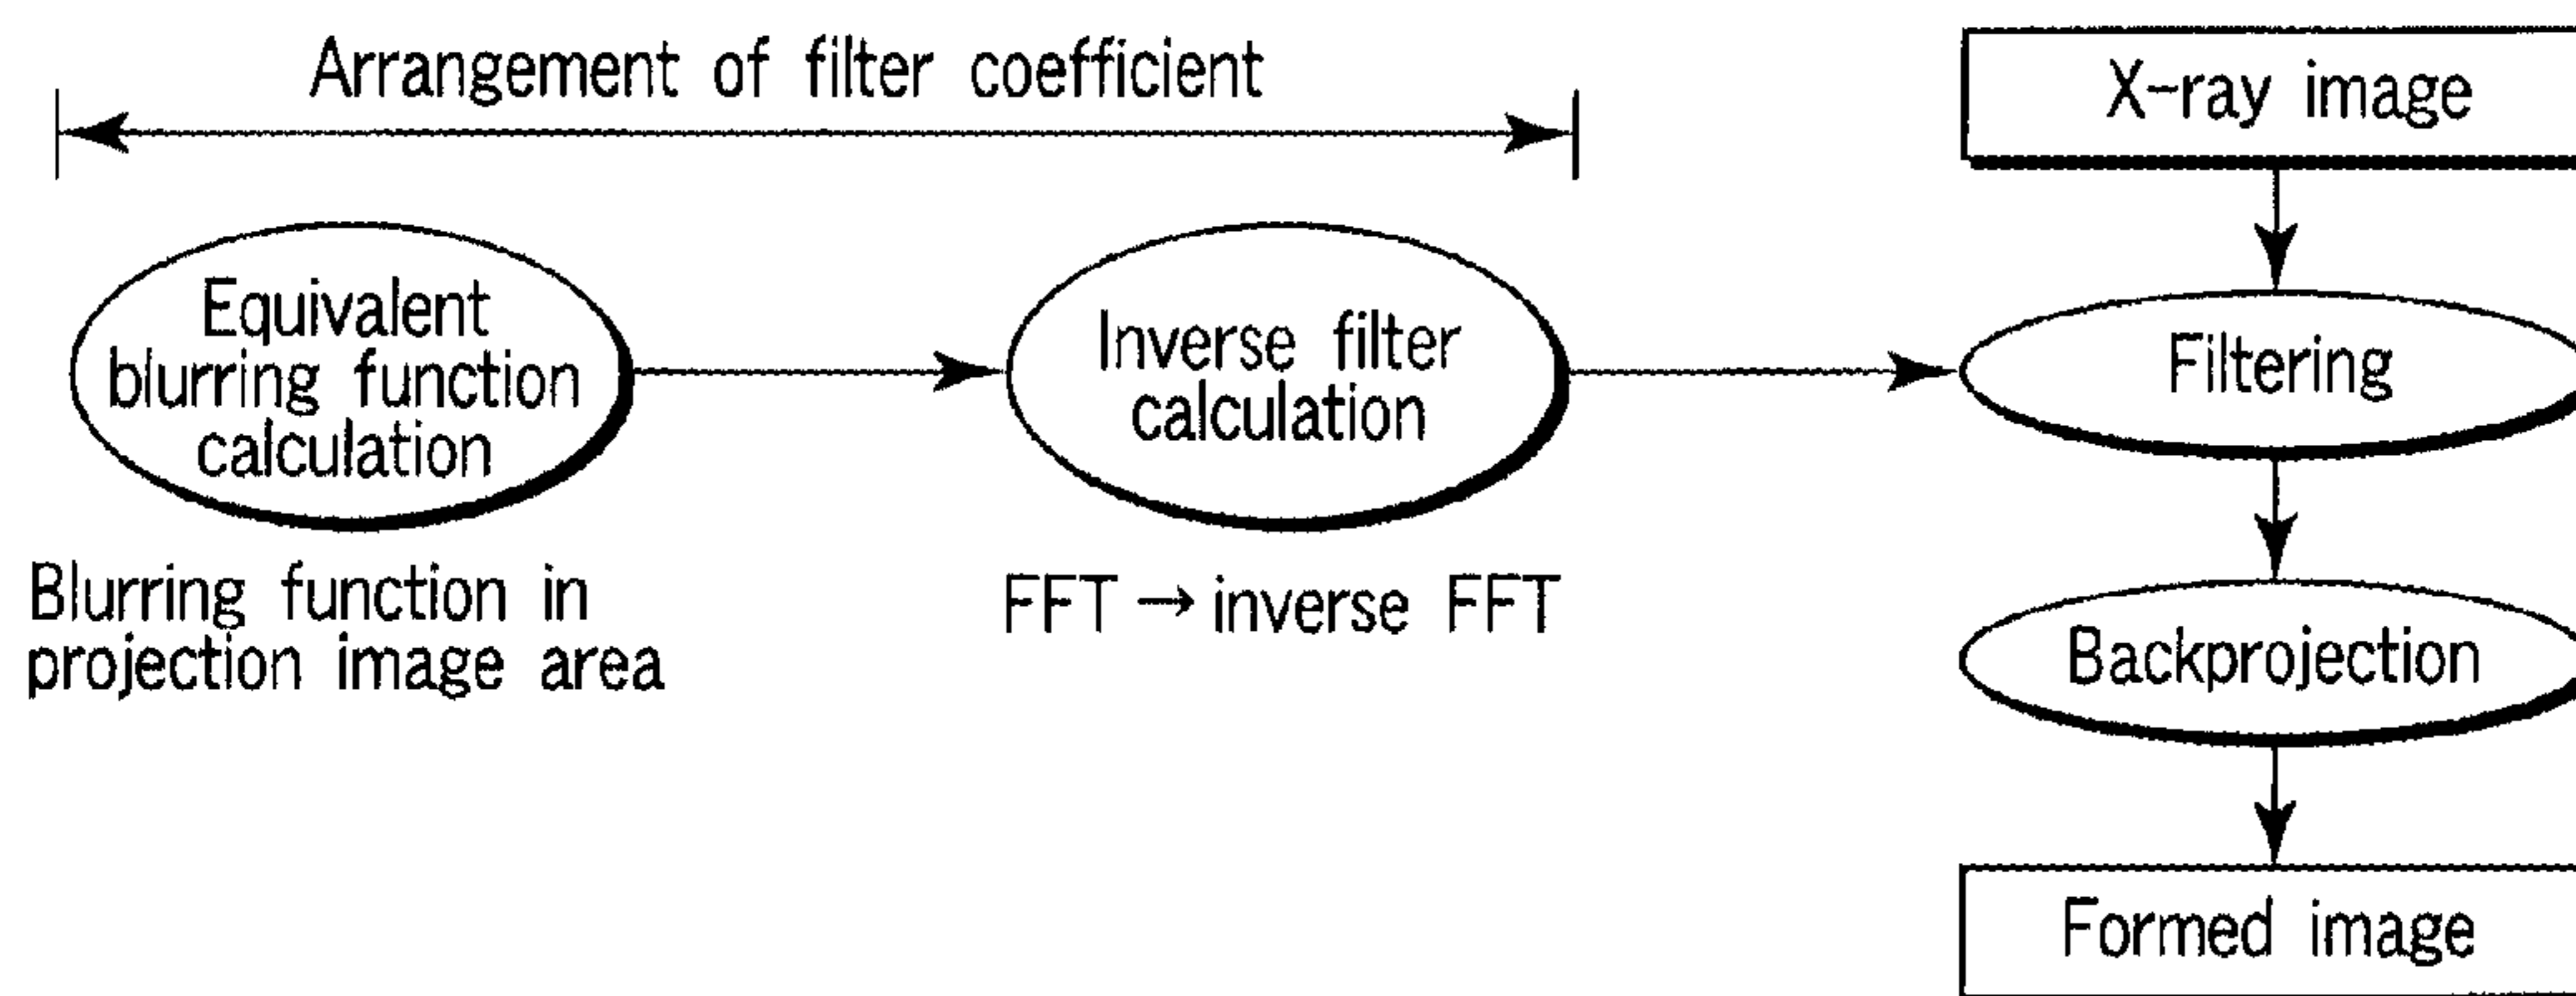 Arrangement of filter coefficient
X-ray image
Equivalent
blurring function
calculation
Inverse filter
calculation
Filtering
Blurring function in
projection image area
FFT → inverse FFT
Backprojection
Formed image